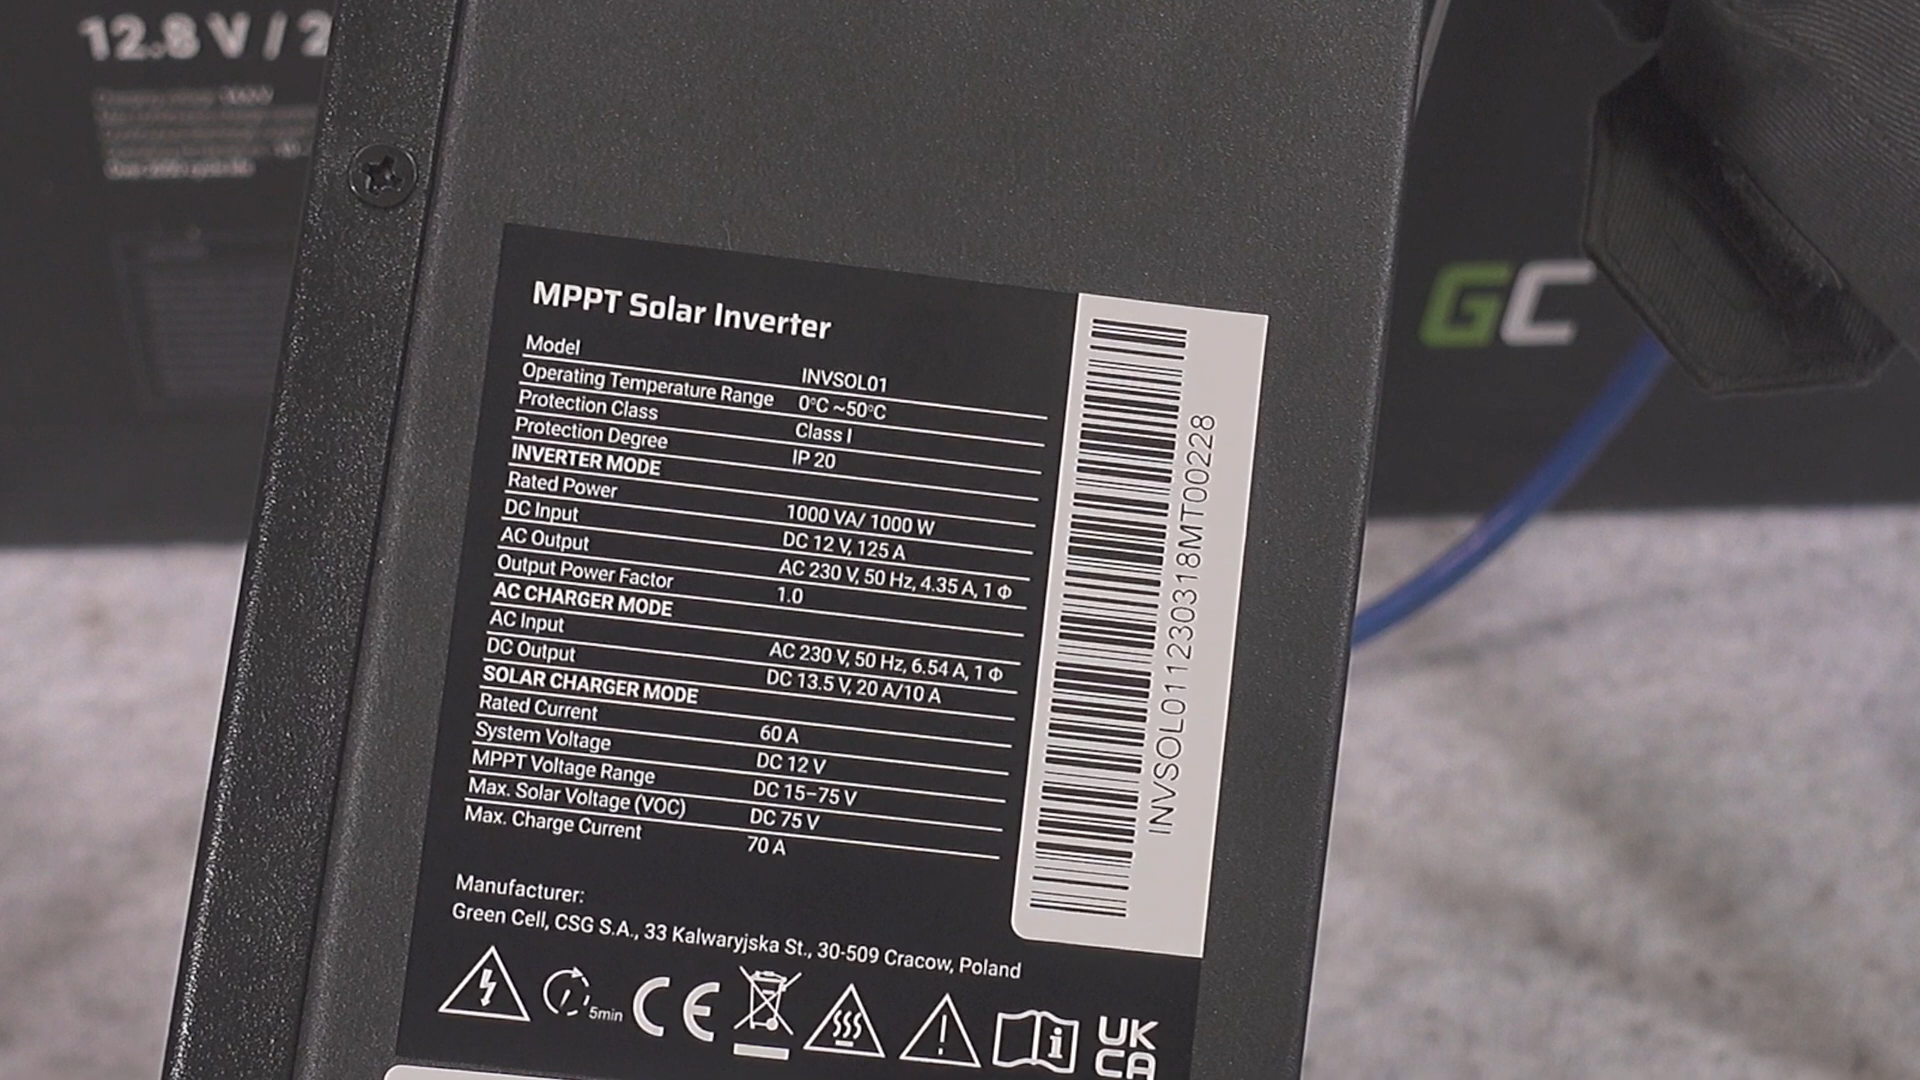 12.8 V / 2
GC
MPPT Solar Inverter
Model INVSOL01
Operating Temperature Range 0°C ~50°C
Protection Class Class I
Protection Degree IP 20
INVERTER MODE
Rated Power 1000 VA/ 1000 W
DC Input DC 12 V, 125 A
AC Output AC 230 V, 50 Hz, 4.35 A, 1 Φ
Output Power Factor 1.0
AC CHARGER MODE
AC Input AC 230 V, 50 Hz, 6.54 A, 1 Φ
DC Output DC 13.5 V, 20 A/10 A
SOLAR CHARGER MODE
Rated Current 60 A
System Voltage DC 12 V
MPPT Voltage Range DC 15–75 V
Max. Solar Voltage (VOC) DC 75 V
Max. Charge Current 70 A
INVSOL011230318MT00228
Manufacturer:
Green Cell, CSG S.A., 33 Kalwaryjska St., 30-509 Cracow, Poland
5min
CE
UK
CA